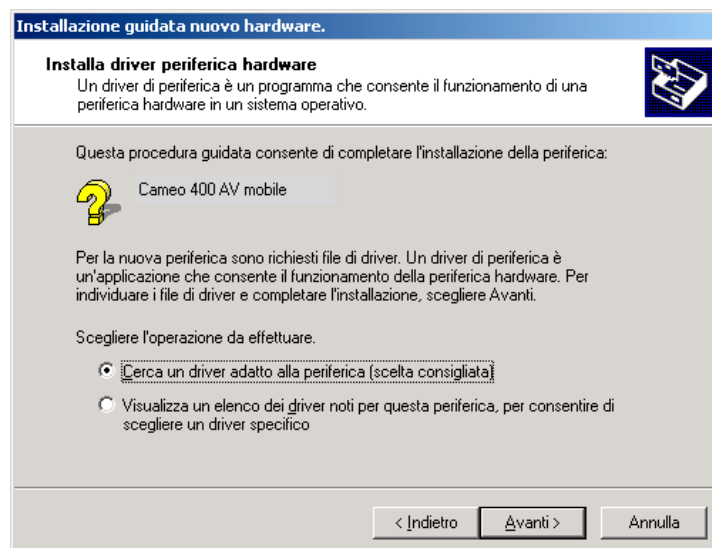 Installazione guidata nuovo hardware.
Installa driver periferica hardware
Un driver di periferica è un programma che consente il funzionamento di una
periferica hardware in un sistema operativo.
Questa procedura guidata consente di completare l'installazione della periferica:
Cameo 400 AV mobile
Per la nuova periferica sono richiesti file di driver. Un driver di periferica è
un'applicazione che consente il funzionamento della periferica hardware. Per
individuare i file di driver e completare l'installazione, scegliere Avanti.
Scegliere l'operazione da effettuare.
Cerca un driver adatto alla periferica (scelta consigliata)
Visualizza un elenco dei driver noti per questa periferica, per consentire di
scegliere un driver specifico
< Indietro
Avanti >
Annulla